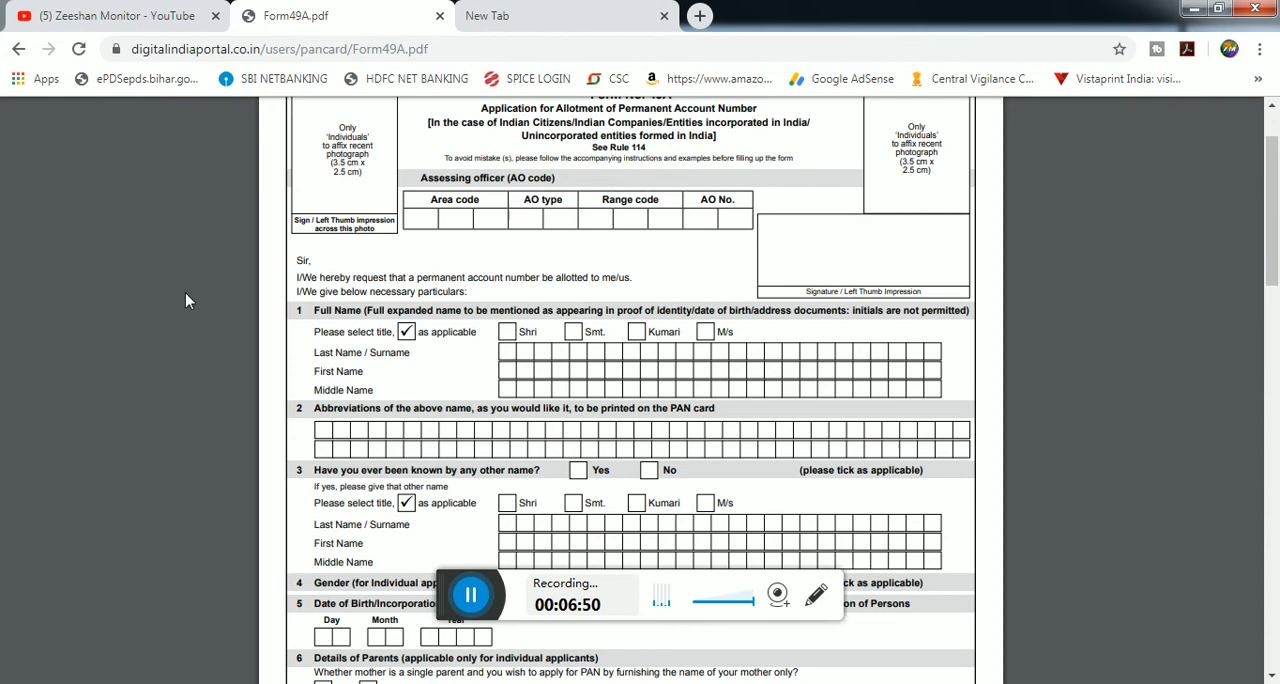 (5) Zeeshan Monitor - YouTube
Form49A.pdf
New Tab
digitalindiaportal.co.in/users/pancard/Form49A.pdf
Apps
ePDSepds.bihar.go...
SBI NETBANKING
HDFC NET BANKING
SPICE LOGIN
CSC
https://www.amazo...
Google AdSense
Central Vigilance C...
Vistaprint India: visi...
»
Application for Allotment of Permanent Account Number
[In the case of Indian Citizens/Indian Companies/Entities incorporated in India/
Unincorporated entities formed in India]
See Rule 114
To avoid mistake (s), please follow the accompanying instructions and examples before filling up the form
Only
'Individuals'
to affix recent
photograph
(3.5 cm x
2.5 cm)
Only
'Individuals'
to affix recent
photograph
(3.5 cm x
2.5 cm)
Assessing officer (AO code)
Area code
AO type
Range code
AO No.
Sign / Left Thumb impression
across this photo
Sir,
I/We hereby request that a permanent account number be allotted to me/us.
I/We give below necessary particulars:
Signature / Left Thumb Impression
1 Full Name (Full expanded name to be mentioned as appearing in proof of identity/date of birth/address documents: initials are not permitted)
Please select title, ✓ as applicable Shri Smt. Kumari M/s
Last Name / Surname
First Name
Middle Name
2 Abbreviations of the above name, as you would like it, to be printed on the PAN card
3 Have you ever been known by any other name? Yes No (please tick as applicable)
If yes, please give that other name
Please select title, ✓ as applicable Shri Smt. Kumari M/s
Last Name / Surname
First Name
Middle Name
4 Gender (for Individual app
ck as applicable)
5 Date of Birth/Incorporatio
on of Persons
Day Month
Recording...
00:06:50
6 Details of Parents (applicable only for individual applicants)
Whether mother is a single parent and you wish to apply for PAN by furnishing the name of your mother only?